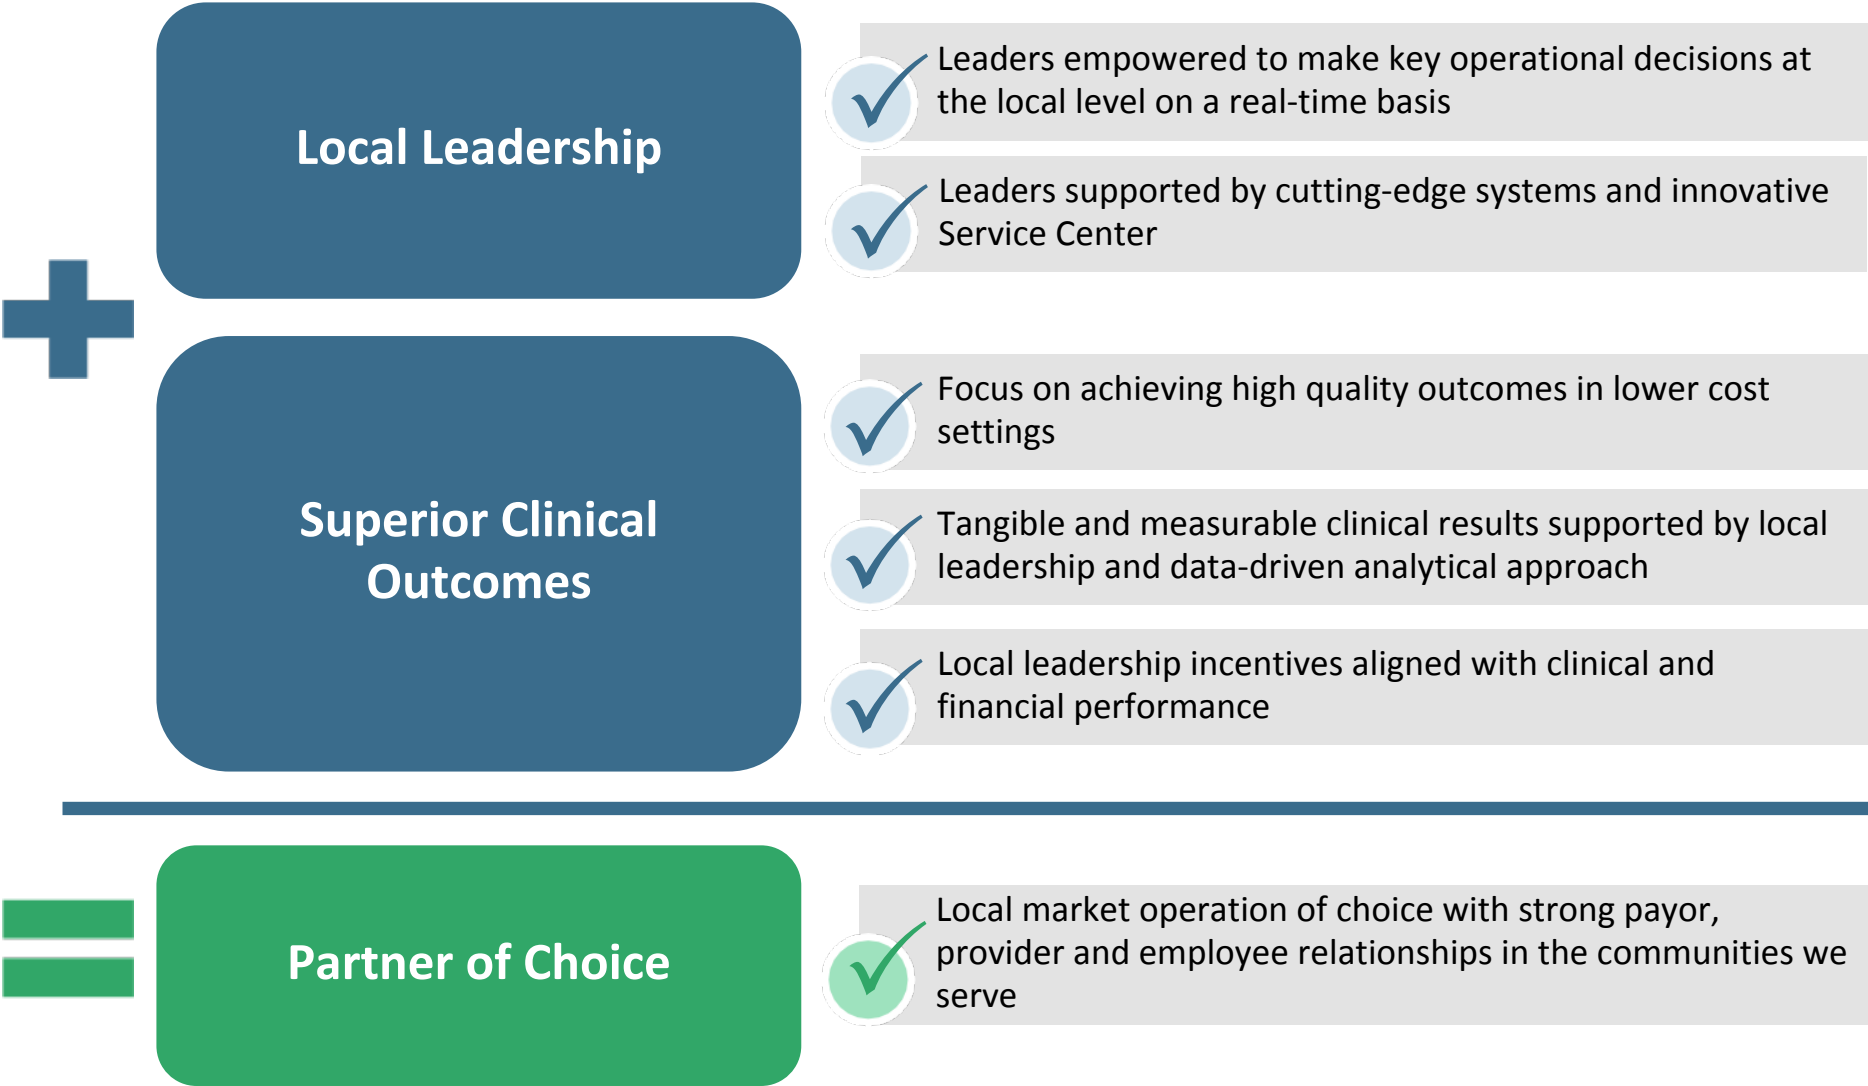 Local Leadership
Leaders empowered to make key operational decisions at
the local level on a real-time basis
Leaders supported by cutting-edge systems and innovative
Service Center
Superior Clinical
Outcomes
Focus on achieving high quality outcomes in lower cost
settings
Tangible and measurable clinical results supported by local
leadership and data-driven analytical approach
Local leadership incentives aligned with clinical and
financial performance
Partner of Choice
Local market operation of choice with strong payor,
provider and employee relationships in the communities we
serve